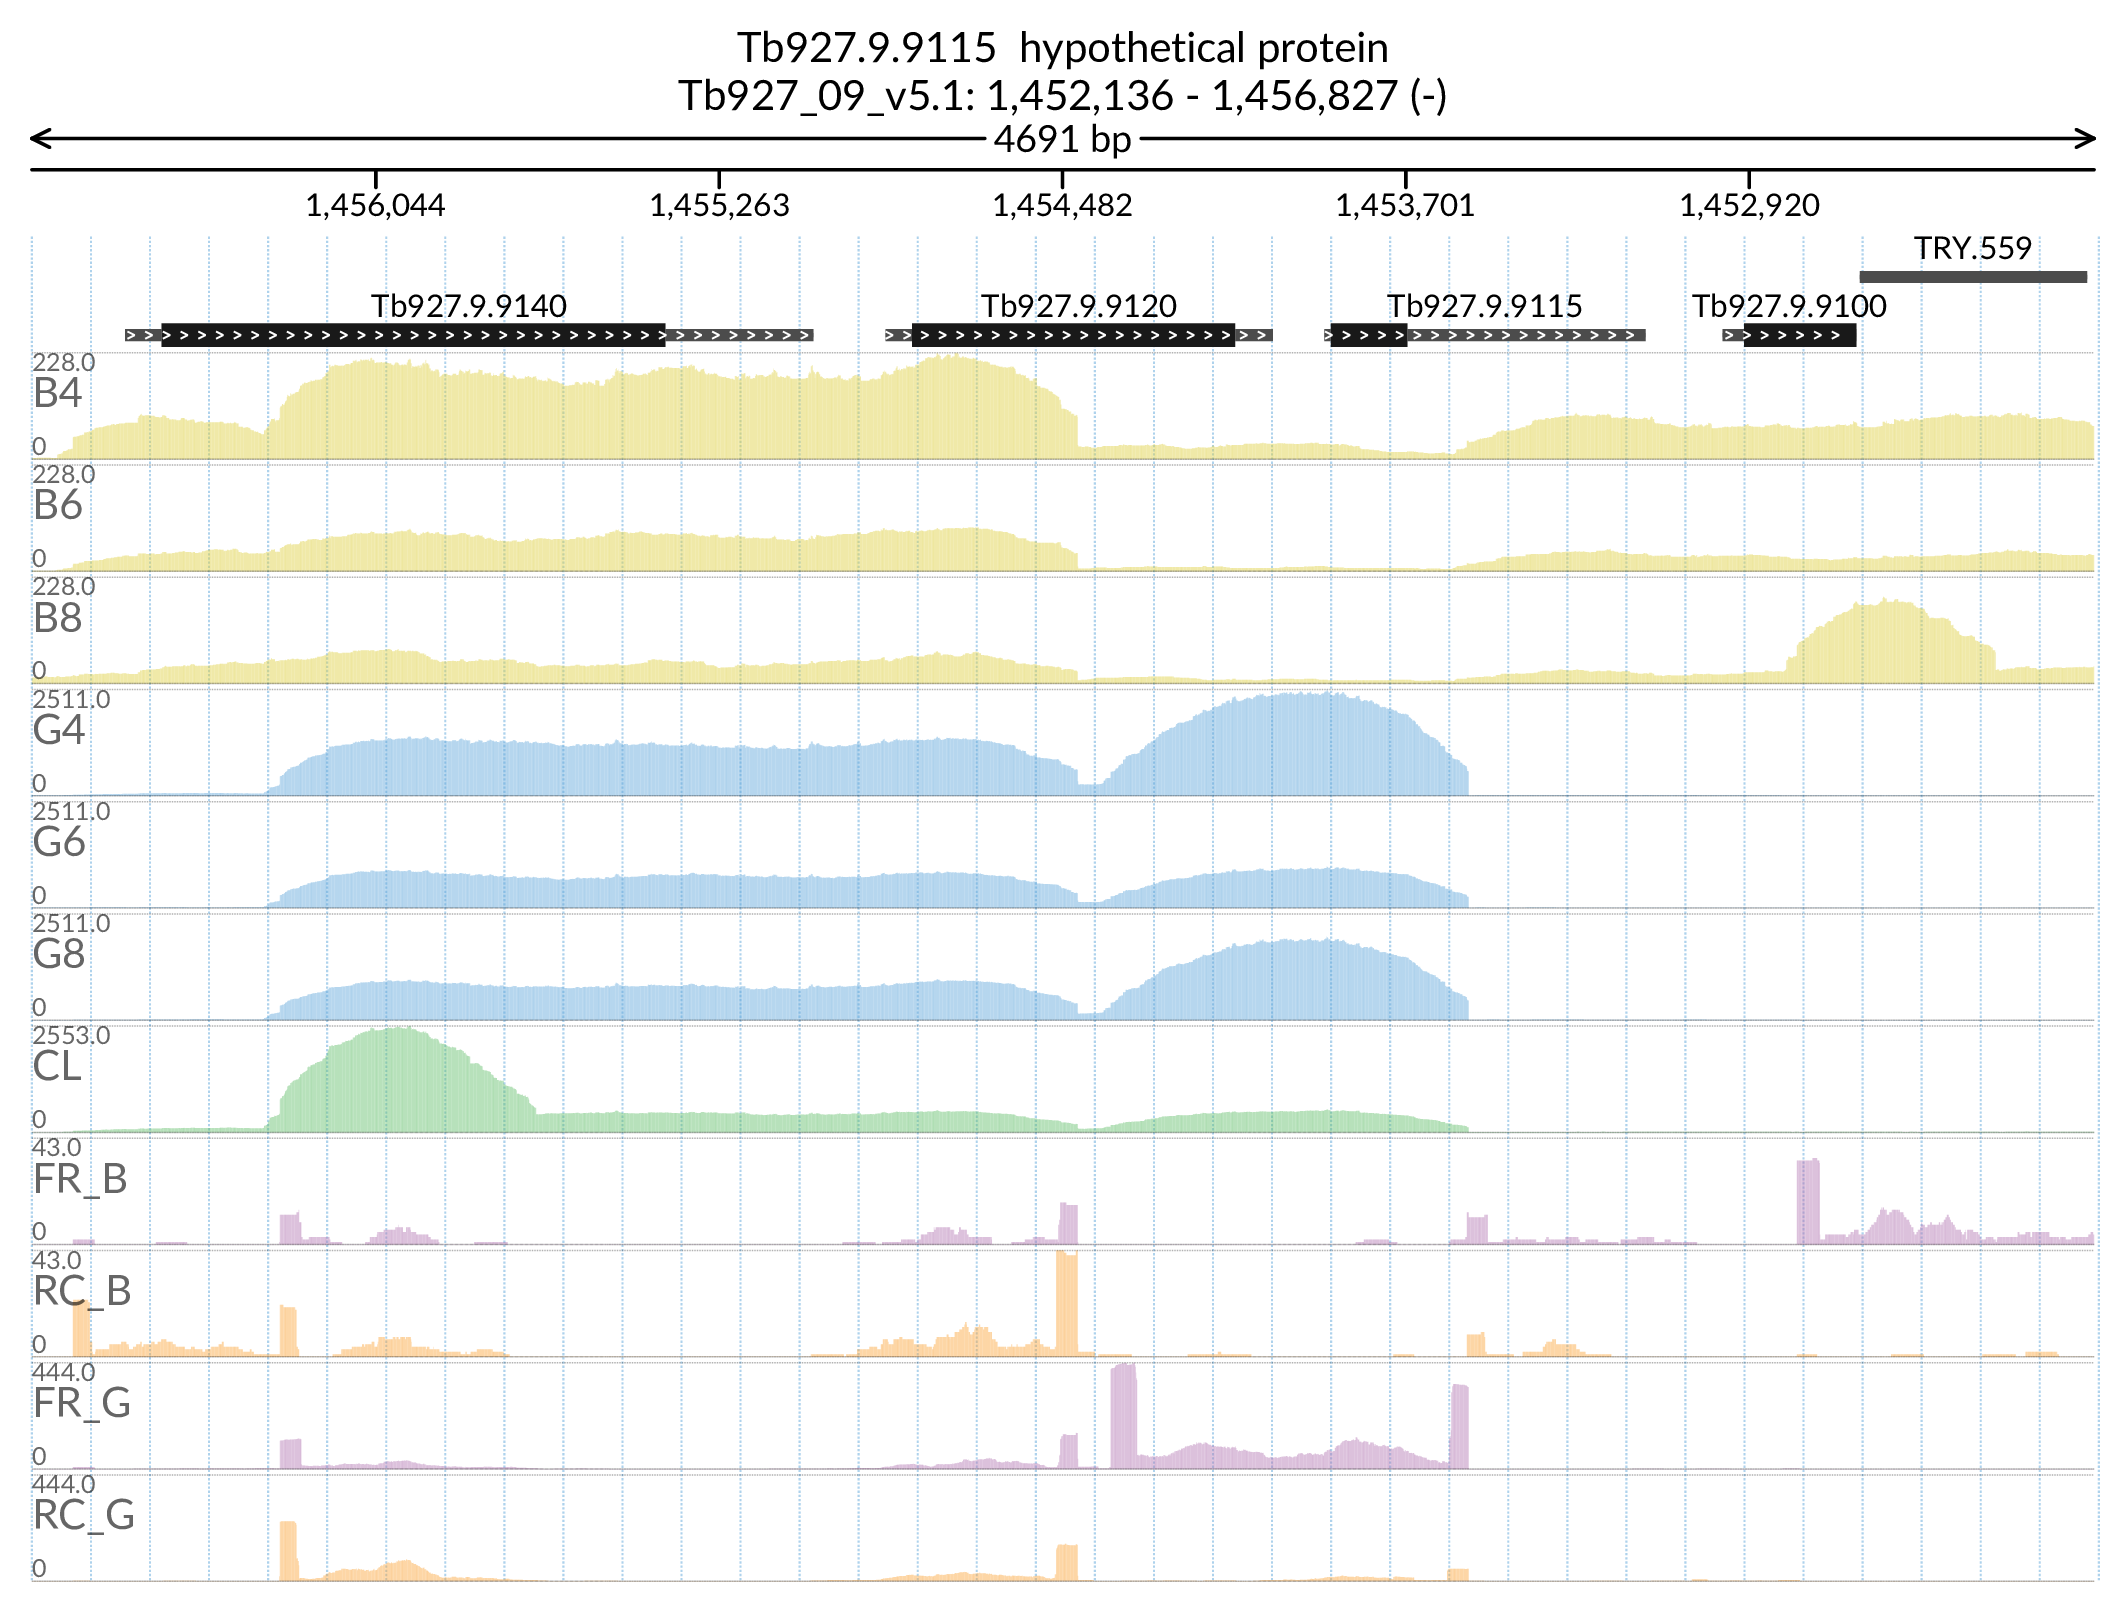 Tb927.9.9115  hypothetical protein
Tb927_09_v5.1: 1,452,136 - 1,456,827 (-)
4691 bp
1,456,044 1,455,263 1,454,482 1,453,701 1,452,920
TRY.559
Tb927.9.9140 Tb927.9.9120 Tb927.9.9115 Tb927.9.9100
228.0
B4
0
228.0
B6
0
228.0
B8
0
2511.0
G4
0
2511.0
G6
0
2511.0
G8
0
2553.0
CL
0
43.0
FR_B
0
43.0
RC_B
0
444.0
FR_G
0
444.0
RC_G
0